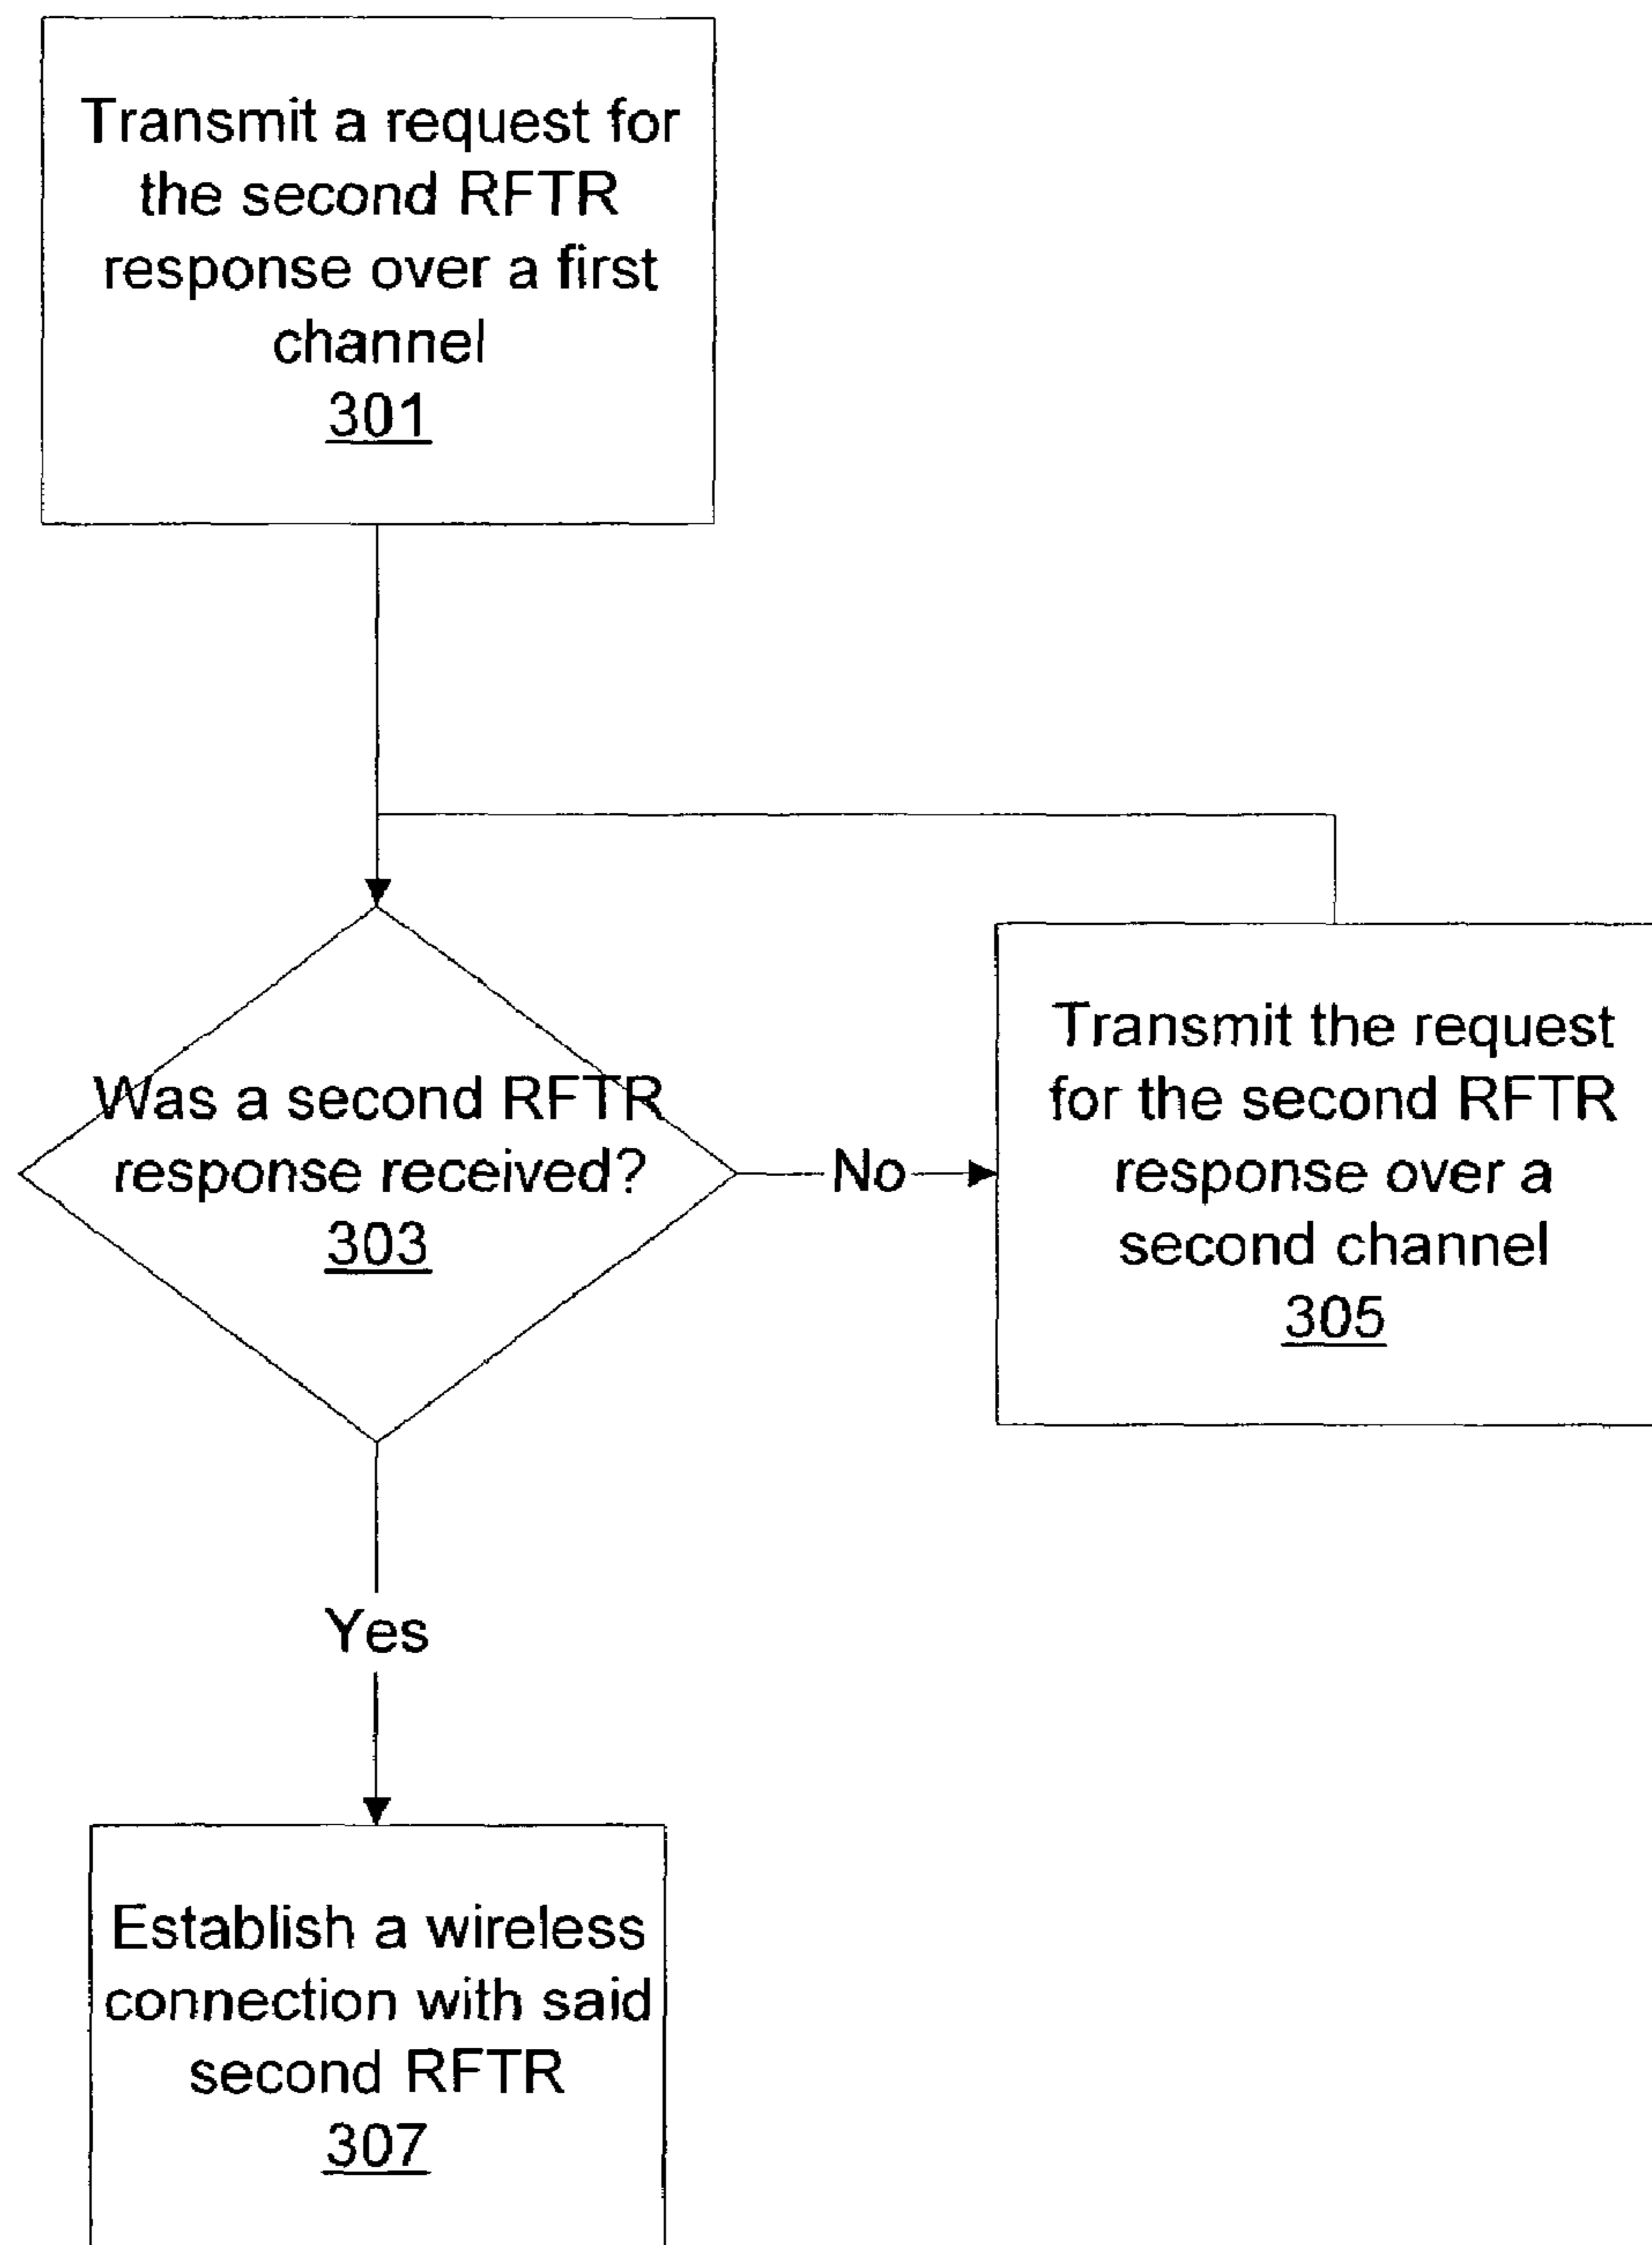 Transmit a request for
the second RFTR
response over a first
channel
301
Was a second RFTR
response received?
303
No
Transmit the request
for the second RFTR
response over a
second channel
305
Yes
Establish a wireless
connection with said
second RFTR
307